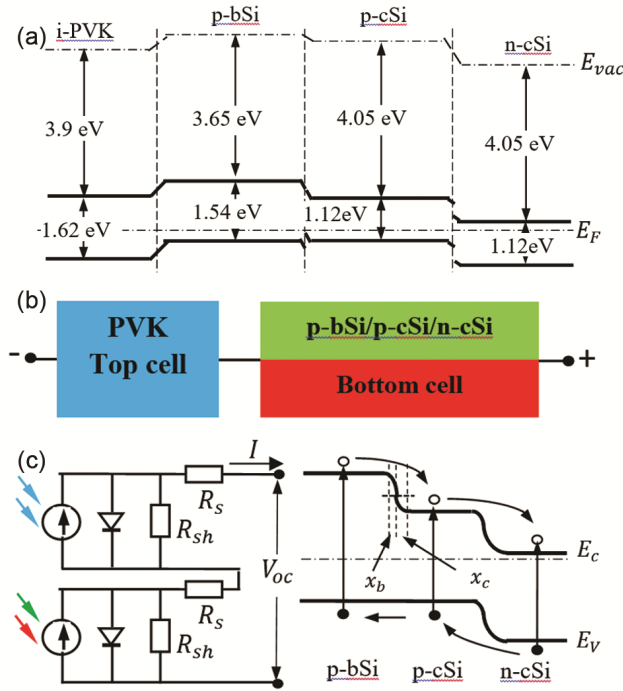 (a)
i-PVK
p-bSi
p-cSi
n-cSi
E_vac
3.9 eV
3.65 eV
4.05 eV
4.05 eV
1.62 eV
1.54 eV
1.12eV
E_F
1.12eV
(b)
PVK
Top cell
p-bSi/p-cSi/n-cSi
Bottom cell
- +
(c)
I
R_s
R_sh
V_oc
R_s
R_sh
E_c
x_b x_c
E_V
p-bSi p-cSi n-cSi